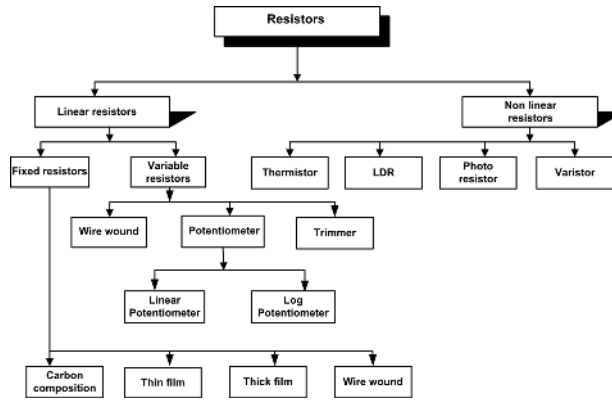 Resistors
Linear resistors
Non linear
resistors
Fixed resistors
Variable
resistors
Thermistor
LDR
Photo
resistor
Varistor
Wire wound
Potentiometer
Trimmer
Linear
Potentiometer
Log
Potentiometer
Carbon
composition
Thin film
Thick film
Wire wound